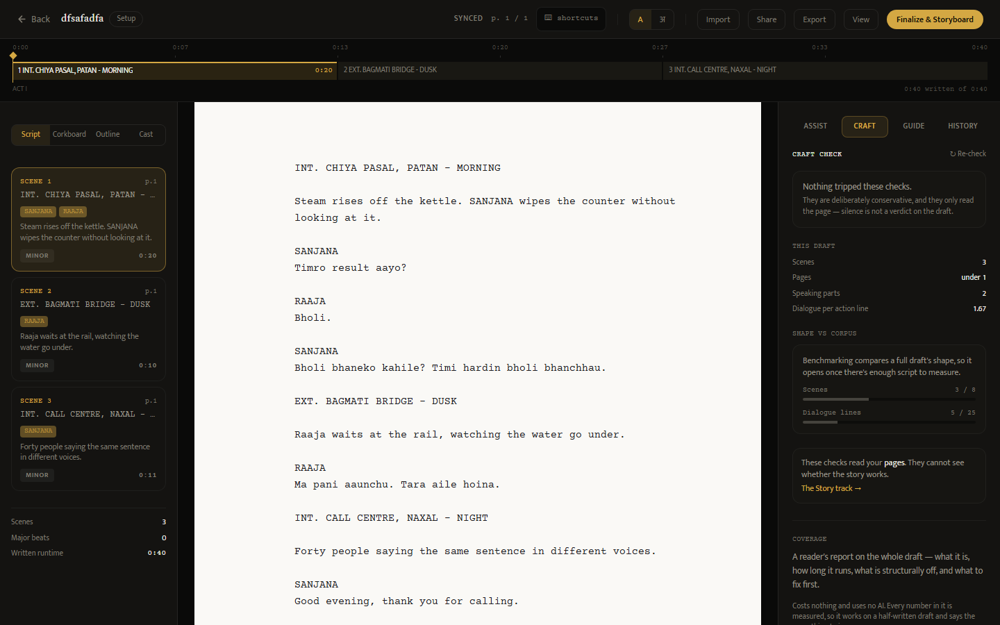 ← Back dfsafadfa Setup SYNCED p. 1 / 1 shortcuts A अ Import Share Export View Finalize & Storyboard
0:00 0:07 0:13 0:20 0:27 0:33 0:40
1 INT. CHIYA PASAL, PATAN - MORNING 0:20 2 EXT. BAGMATI BRIDGE - DUSK 3 INT. CALL CENTRE, NAXAL - NIGHT
ACT I 0:40 written of 0:40
Script Corkboard Outline Cast
SCENE 1 p.1
INT. CHIYA PASAL, PATAN - …
SANJANA RAAJA
Steam rises off the kettle. SANJANA
wipes the counter without looking at it.
MINOR 0:20
SCENE 2 p.1
EXT. BAGMATI BRIDGE - DUSK
RAAJA
Raaja waits at the rail, watching the
water go under.
MINOR 0:10
SCENE 3 p.1
INT. CALL CENTRE, NAXAL - …
SANJANA
Forty people saying the same sentence
in different voices.
MINOR 0:11
Scenes 3
Major beats 0
Written runtime 0:40
INT. CHIYA PASAL, PATAN - MORNING
Steam rises off the kettle. SANJANA wipes the counter without
looking at it.
SANJANA
Timro result aayo?
RAAJA
Bholi.
SANJANA
Bholi bhaneko kahile? Timi hardin bholi bhanchhau.
EXT. BAGMATI BRIDGE - DUSK
Raaja waits at the rail, watching the water go under.
RAAJA
Ma pani aaunchu. Tara aile hoina.
INT. CALL CENTRE, NAXAL - NIGHT
Forty people saying the same sentence in different voices.
SANJANA
Good evening, thank you for calling.
ASSIST CRAFT GUIDE HISTORY
CRAFT CHECK ↻ Re-check
Nothing tripped these checks.
They are deliberately conservative, and they only read
the page — silence is not a verdict on the draft.
THIS DRAFT
Scenes 3
Pages under 1
Speaking parts 2
Dialogue per action line 1.67
SHAPE VS CORPUS
Benchmarking compares a full draft's shape, so it
opens once there's enough script to measure.
Scenes 3 / 8
Dialogue lines 5 / 25
These checks read your pages. They cannot see
whether the story works.
The Story track →
COVERAGE
A reader's report on the whole draft — what it is,
how long it runs, what is structurally off, and what to
fix first.
Costs nothing and uses no AI. Every number in it is
measured, so it works on a half-written draft and says the